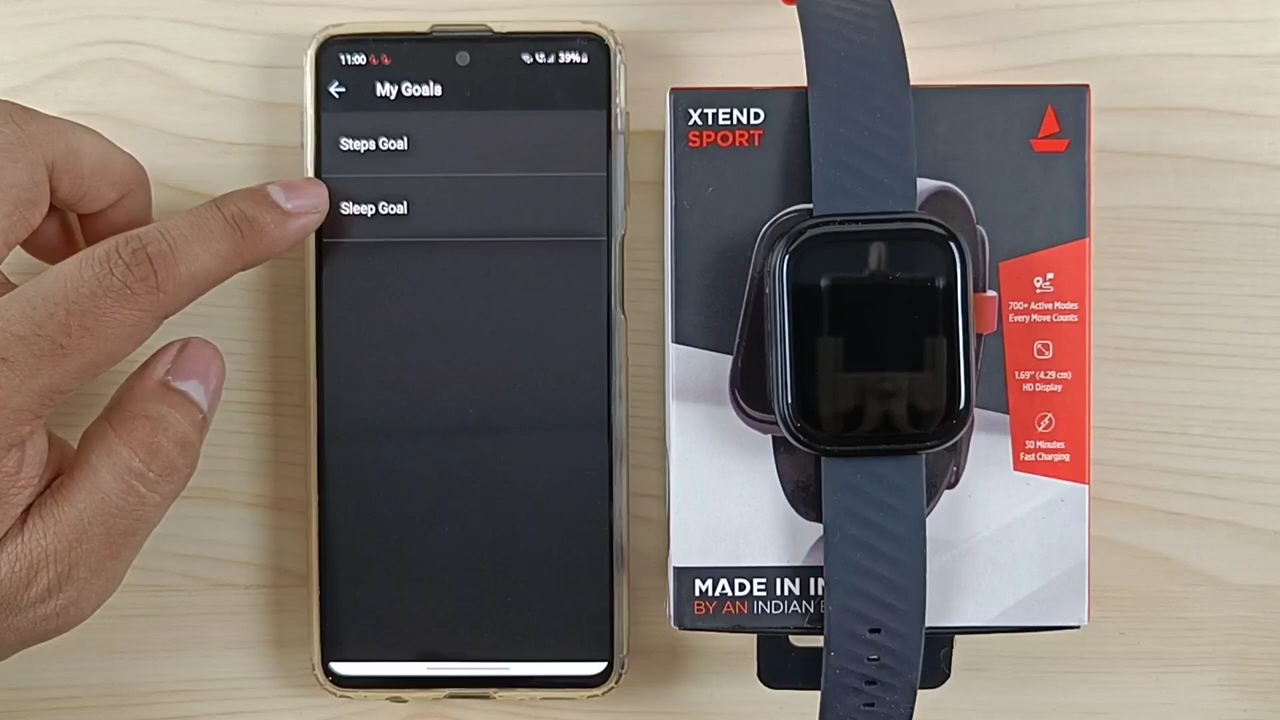 11:00
39%
My Goals
Steps Goal
Sleep Goal
XTEND
SPORT
700+ Active Modes
Every Move Counts
1.69" (4.29 cm)
HD Display
30 Minutes
Fast Charging
MADE IN
BY AN INDIAN